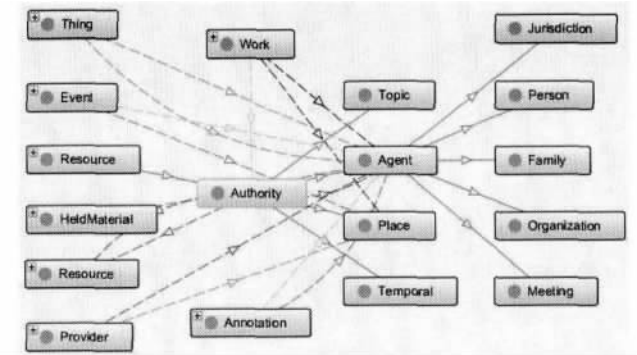 Thing
Work
Jurisdiction
Event
Topic
Person
Resource
Agent
Family
Authority
HeldMaterial
Place
Organization
Resource
Temporal
Meeting
Provider
Annotation